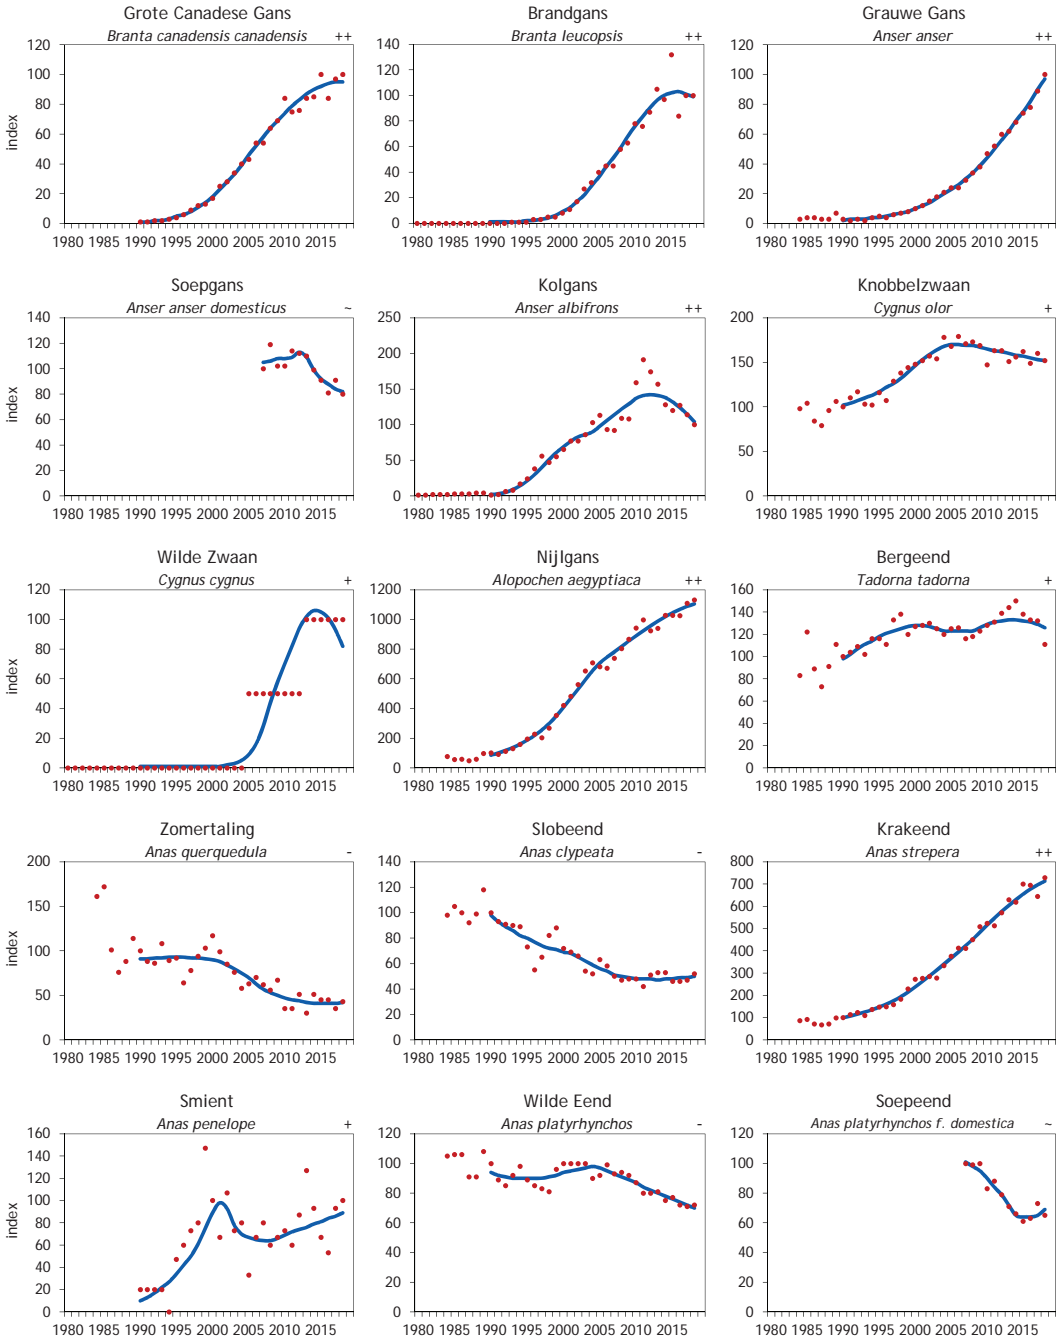 Grote Canadese Gans
Branta canadensis canadensis ++
index
120
100
80
60
40
20
0
1980 1985 1990 1995 2000 2005 2010 2015
Brandgans
Branta leucopsis ++
140
120
100
80
60
40
20
0
1980 1985 1990 1995 2000 2005 2010 2015
Grauwe Gans
Anser anser ++
120
100
80
60
40
20
0
1980 1985 1990 1995 2000 2005 2010 2015
Soepgans
Anser anser domesticus ~
index
140
120
100
80
60
40
20
0
1980 1985 1990 1995 2000 2005 2010 2015
Kolgans
Anser albifrons ++
250
200
150
100
50
0
1980 1985 1990 1995 2000 2005 2010 2015
Knobbelzwaan
Cygnus olor +
200
150
100
50
0
1980 1985 1990 1995 2000 2005 2010 2015
Wilde Zwaan
Cygnus cygnus +
index
120
100
80
60
40
20
0
1980 1985 1990 1995 2000 2005 2010 2015
Nijlgans
Alopochen aegyptiaca ++
1200
1000
800
600
400
200
0
1980 1985 1990 1995 2000 2005 2010 2015
Bergeend
Tadorna tadorna +
160
140
120
100
80
60
40
20
0
1980 1985 1990 1995 2000 2005 2010 2015
Zomertaling
Anas querquedula -
index
200
150
100
50
0
1980 1985 1990 1995 2000 2005 2010 2015
Slobeend
Anas clypeata -
140
120
100
80
60
40
20
0
1980 1985 1990 1995 2000 2005 2010 2015
Krakeend
Anas strepera ++
800
700
600
500
400
300
200
100
0
1980 1985 1990 1995 2000 2005 2010 2015
Smient
Anas penelope +
index
160
140
120
100
80
60
40
20
0
1980 1985 1990 1995 2000 2005 2010 2015
Wilde Eend
Anas platyrhynchos -
120
100
80
60
40
20
0
1980 1985 1990 1995 2000 2005 2010 2015
Soepeend
Anas platyrhynchos f. domestica ~
120
100
80
60
40
20
0
1980 1985 1990 1995 2000 2005 2010 2015